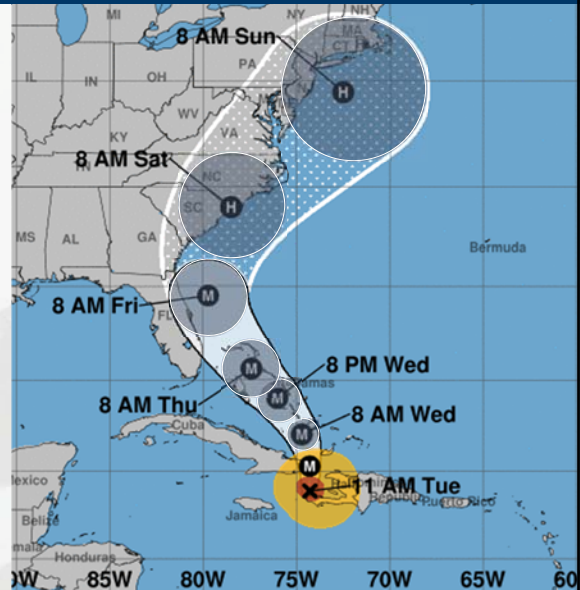 MI
NY
NH
8 AM Sun
MA
CT
PA
IL
IN
OH
H
WV
VA
KY
8 AM Sat
NC
H
SC
MS
AL
GA
Bermuda
8 AM Fri
M
FL
M
8 PM Wed
M
8 AM Thu
8 AM Wed
M
Cuba
M
11 AM Tue
Puerto Rico
Jamaica
Mexico
Belize
Honduras
85W
80W
75W
70W
65W